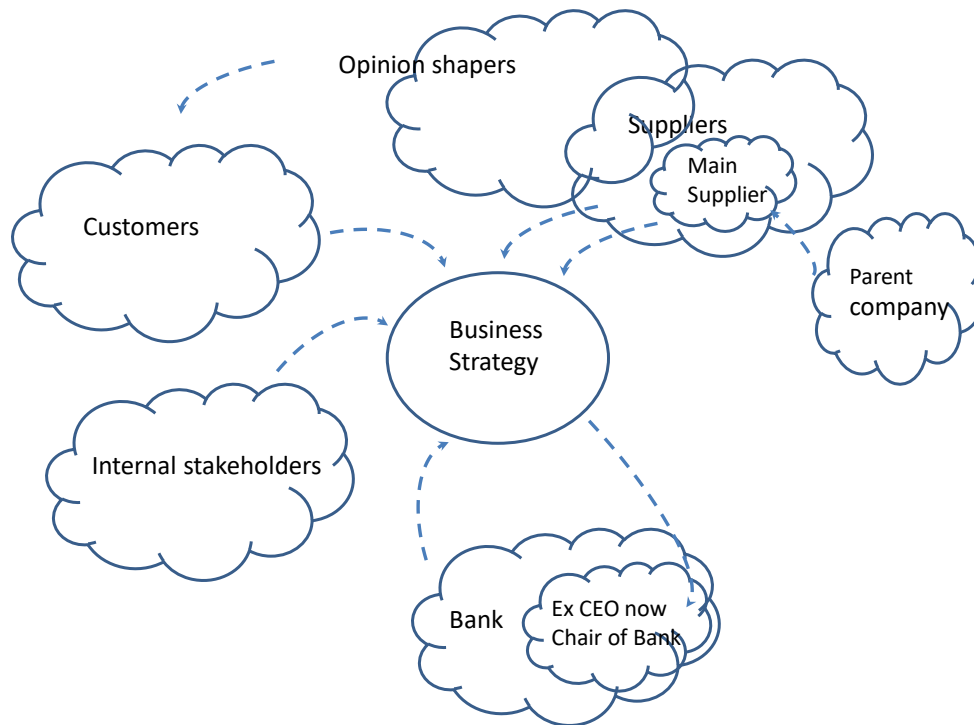 Opinion shapers
Suppliers
Main
Supplier
Customers
Parent
company
Business
Strategy
Internal stakeholders
Bank
Ex CEO now
Chair of Bank